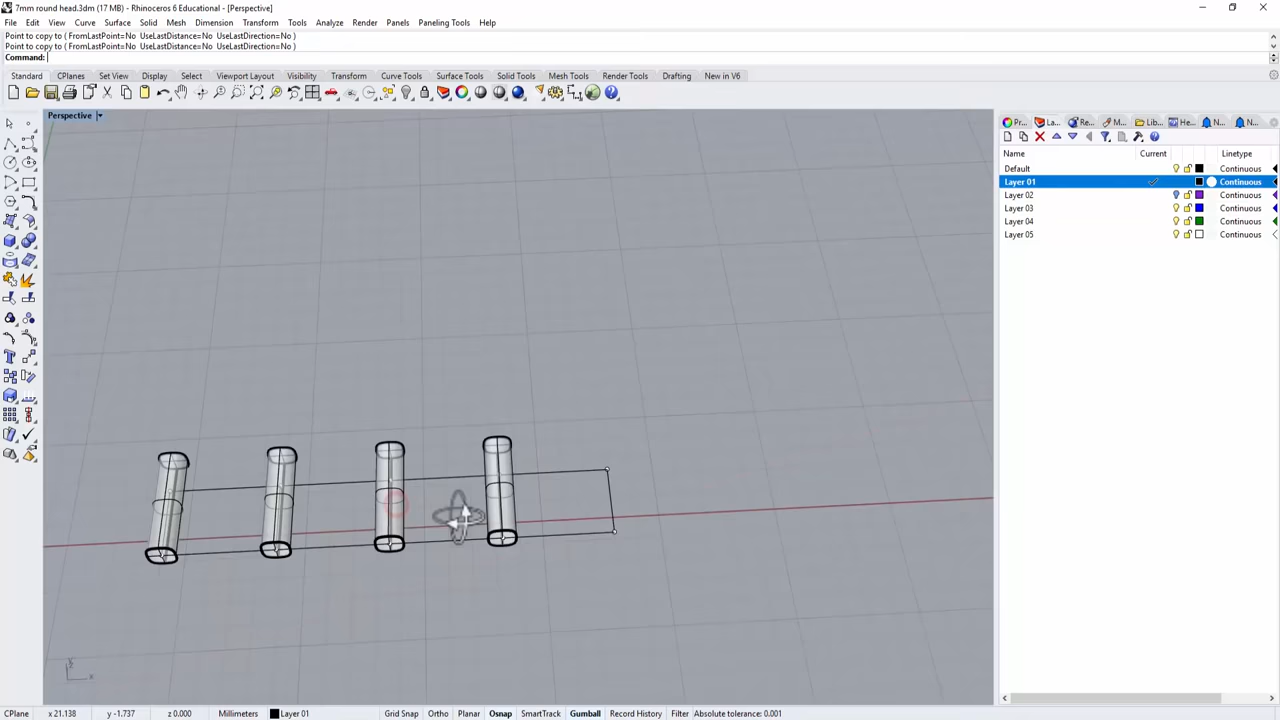 7mm round head.3dm (17 MB) - Rhinoceros 6 Educational - [Perspective]
File Edit View Curve Surface Solid Mesh Dimension Transform Tools Analyze Render Panels Paneling Tools Help
Point to copy to ( FromLastPoint=No UseLastDistance=No UseLastDirection=No )
Point to copy to ( FromLastPoint=No UseLastDistance=No UseLastDirection=No )
Command:
Standard CPlanes Set View Display Select Viewport Layout Visibility Transform Curve Tools Surface Tools Solid Tools Mesh Tools Render Tools Drafting New in V6
Perspective
Pr... La... Re... M... Lib... He... N... N...
Name Current Linetype
Default Continuous
Layer 01 Continuous
Layer 02 Continuous
Layer 03 Continuous
Layer 04 Continuous
Layer 05 Continuous
x
CPlane x 21.138 y -1.737 z 0.000 Millimeters Layer 01 Grid Snap Ortho Planar Osnap SmartTrack Gumball Record History Filter Absolute tolerance: 0.001